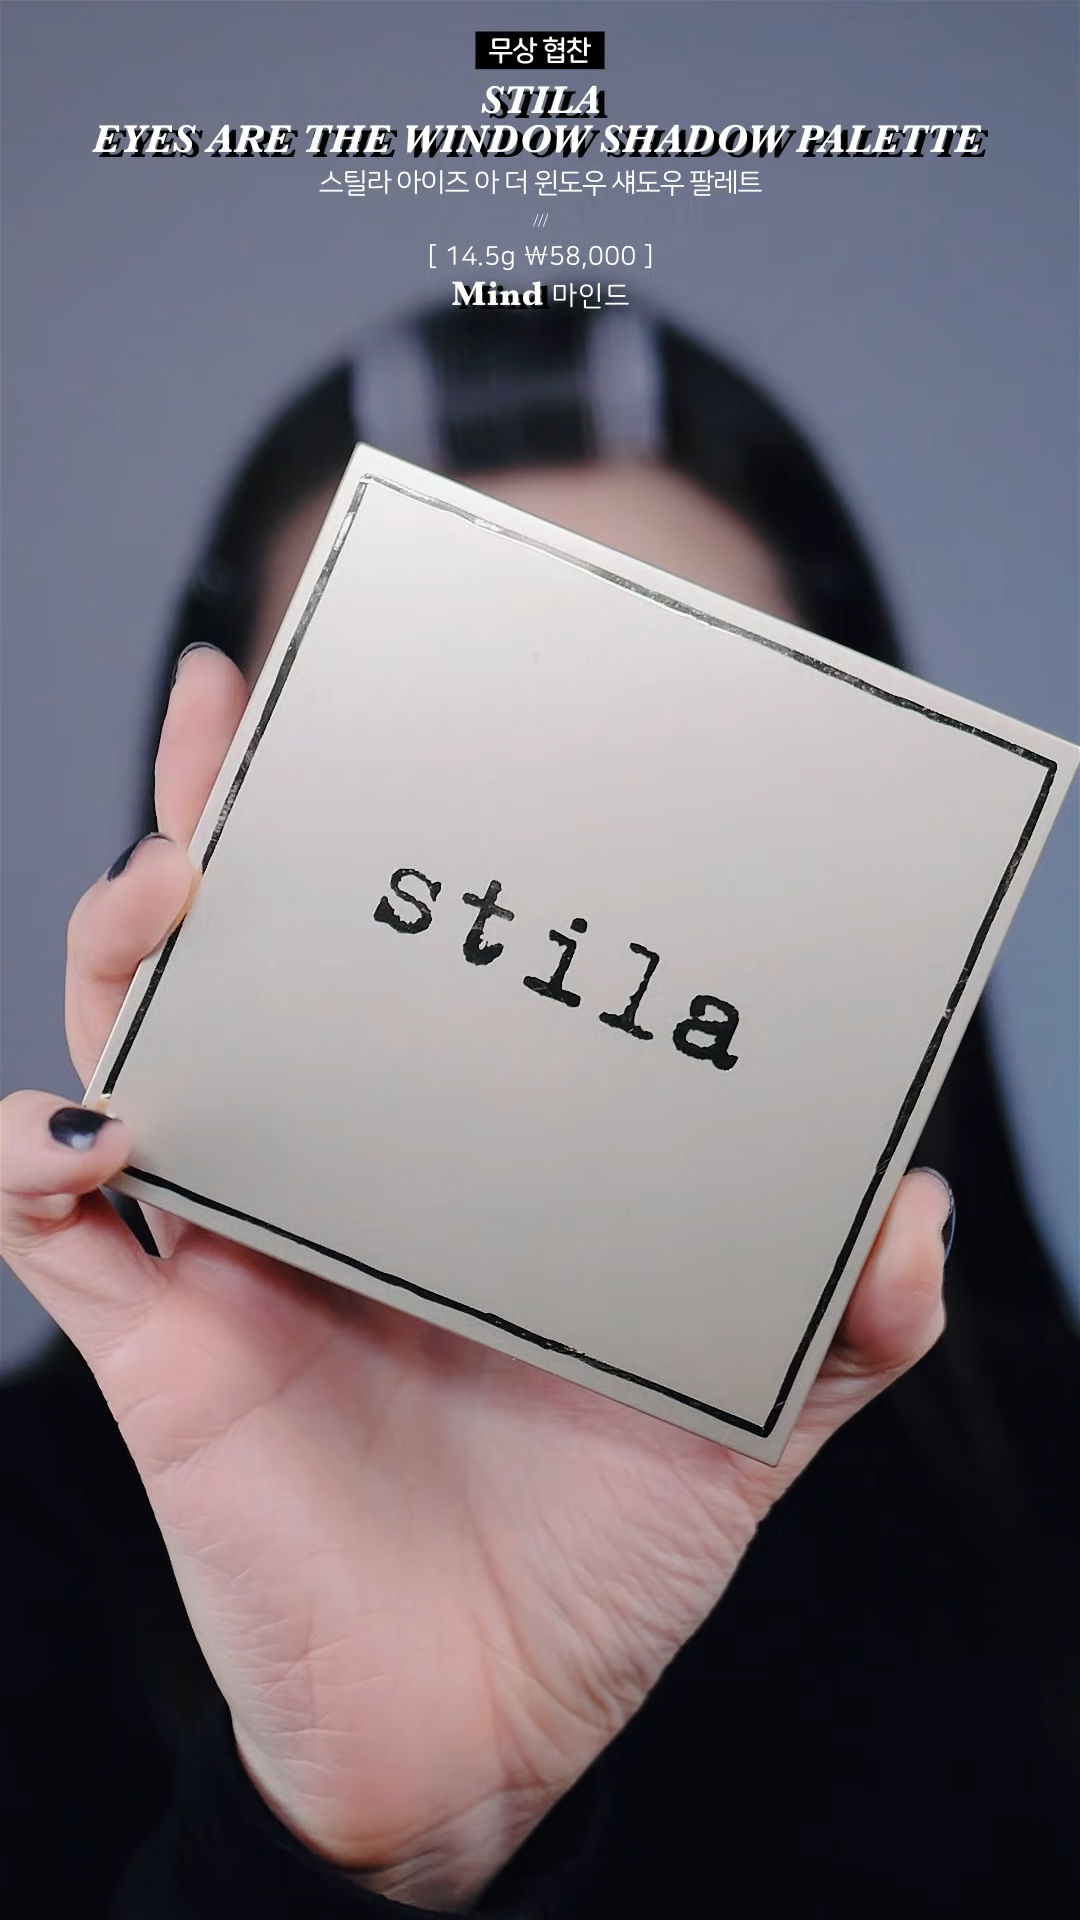 무상 협찬
STILA
EYES ARE THE WINDOW SHADOW PALETTE
스틸라 아이즈 아 더 윈도우 섀도우 팔레트
///
[ 14.5g ₩58,000 ]
Mind 마인드
stila